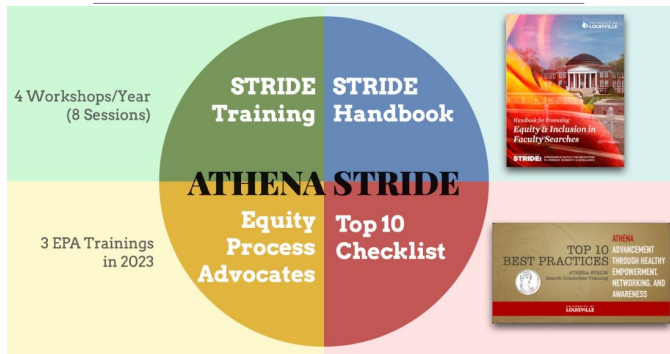 4 Workshops/Year
(8 Sessions)
STRIDE
Training
STRIDE
Handbook
UNIVERSITY OF
LOUISVILLE
Handbook for Promoting
Equity & Inclusion in
Faculty Searches
STRIDE:
ATHENA STRIDE
3 EPA Trainings
in 2023
Equity
Process
Advocates
Top 10
Checklist
TOP 10
BEST PRACTICES
ATHENA STRIDE
Search Committee Training
ATHENA
ADVANCEMENT
THROUGH HEALTHY
EMPOWERMENT,
NETWORKING, AND
AWARENESS
UNIVERSITY OF
LOUISVILLE